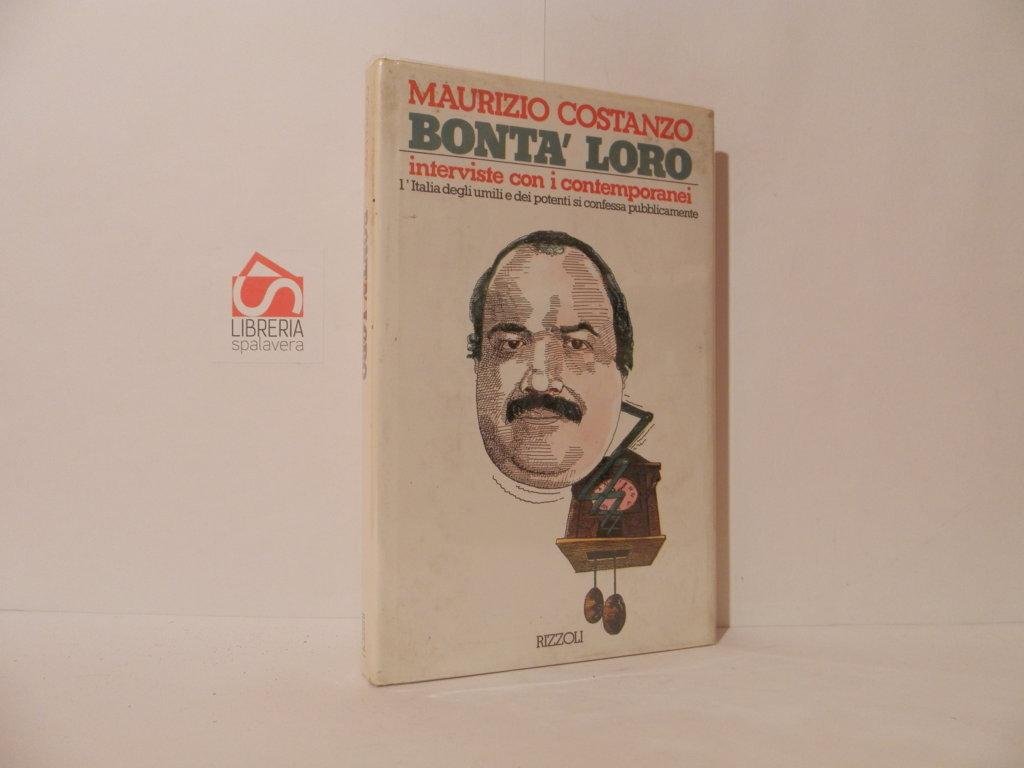 MAURIZIO COSTANZO
BONTA' LORO
interviste con i contemporanei
l'Italia degli umili e dei potenti si confessa pubblicamente
RIZZOLI
LIBRERIA
spalavera